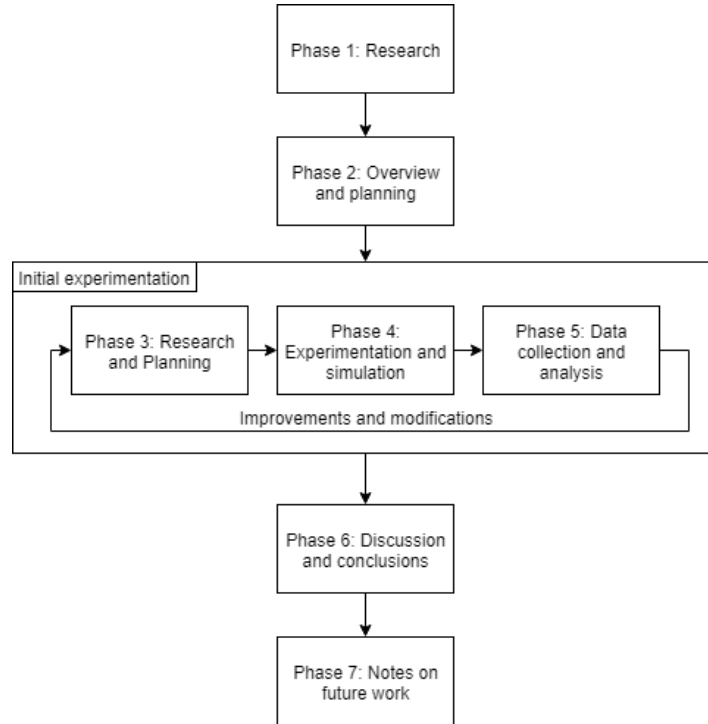 Phase 1: Research
Phase 2: Overview
and planning
Initial experimentation
Phase 3: Research
and Planning
Phase 4:
Experimentation and
simulation
Phase 5: Data
collection and
analysis
Improvements and modifications
Phase 6: Discussion
and conclusions
Phase 7: Notes on
future work